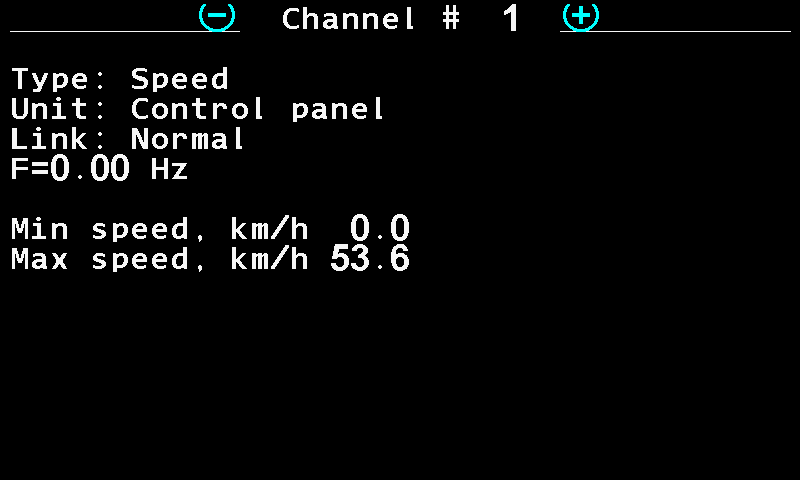 − Channel # 1 +
Type: Speed
Unit: Control panel
Link: Normal
F=0.00 Hz
Min speed, km/h 0.0
Max speed, km/h 53.6